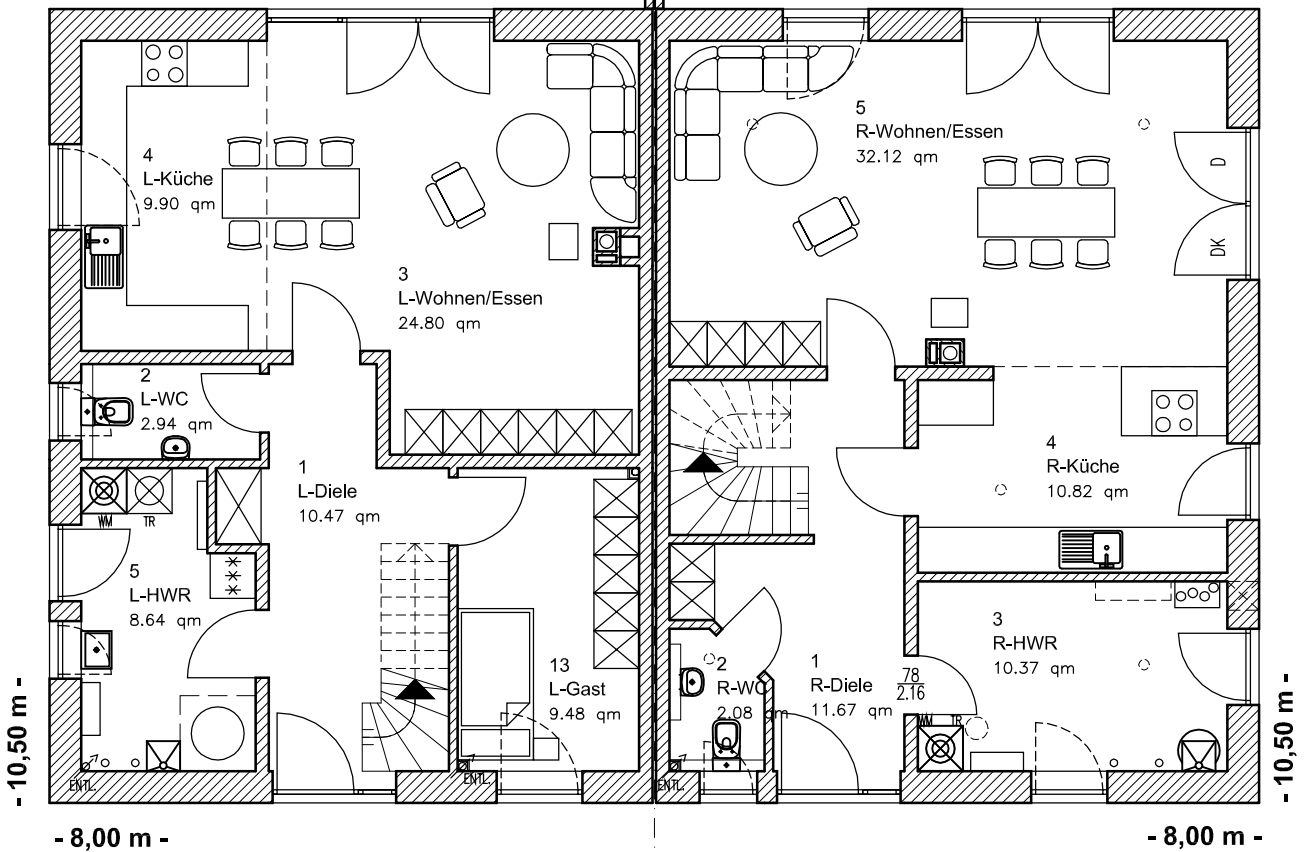 4
L-Küche
9.90 qm
3
L-Wohnen/Essen
24.80 qm
2
L-WC
2.94 qm
1
L-Diele
10.47 qm
WM TR
5
L-HWR
8.64 qm
13
L-Gast
9.48 qm
ENTL.
ENTL.
5
R-Wohnen/Essen
32.12 qm
D
DK
4
R-Küche
10.82 qm
3
R-HWR
10.37 qm
2
R-WC
2.08 qm
1
R-Diele
11.67 qm
78
2.16
WM TR
ENTL.
- 10,50 m -
- 10,50 m -
- 8,00 m -
- 8,00 m -